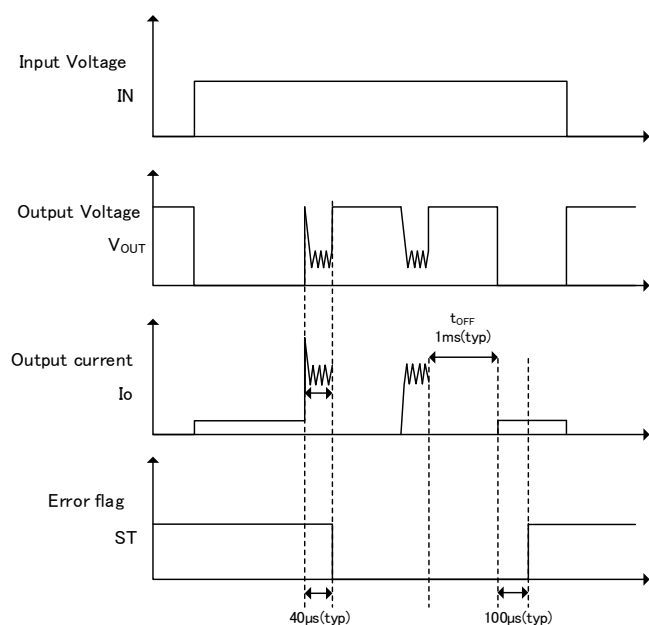 Input Voltage
IN
Output Voltage
VOUT
tOFF
1ms(typ)
Output current
Io
Error flag
ST
40μs(typ)
100μs(typ)